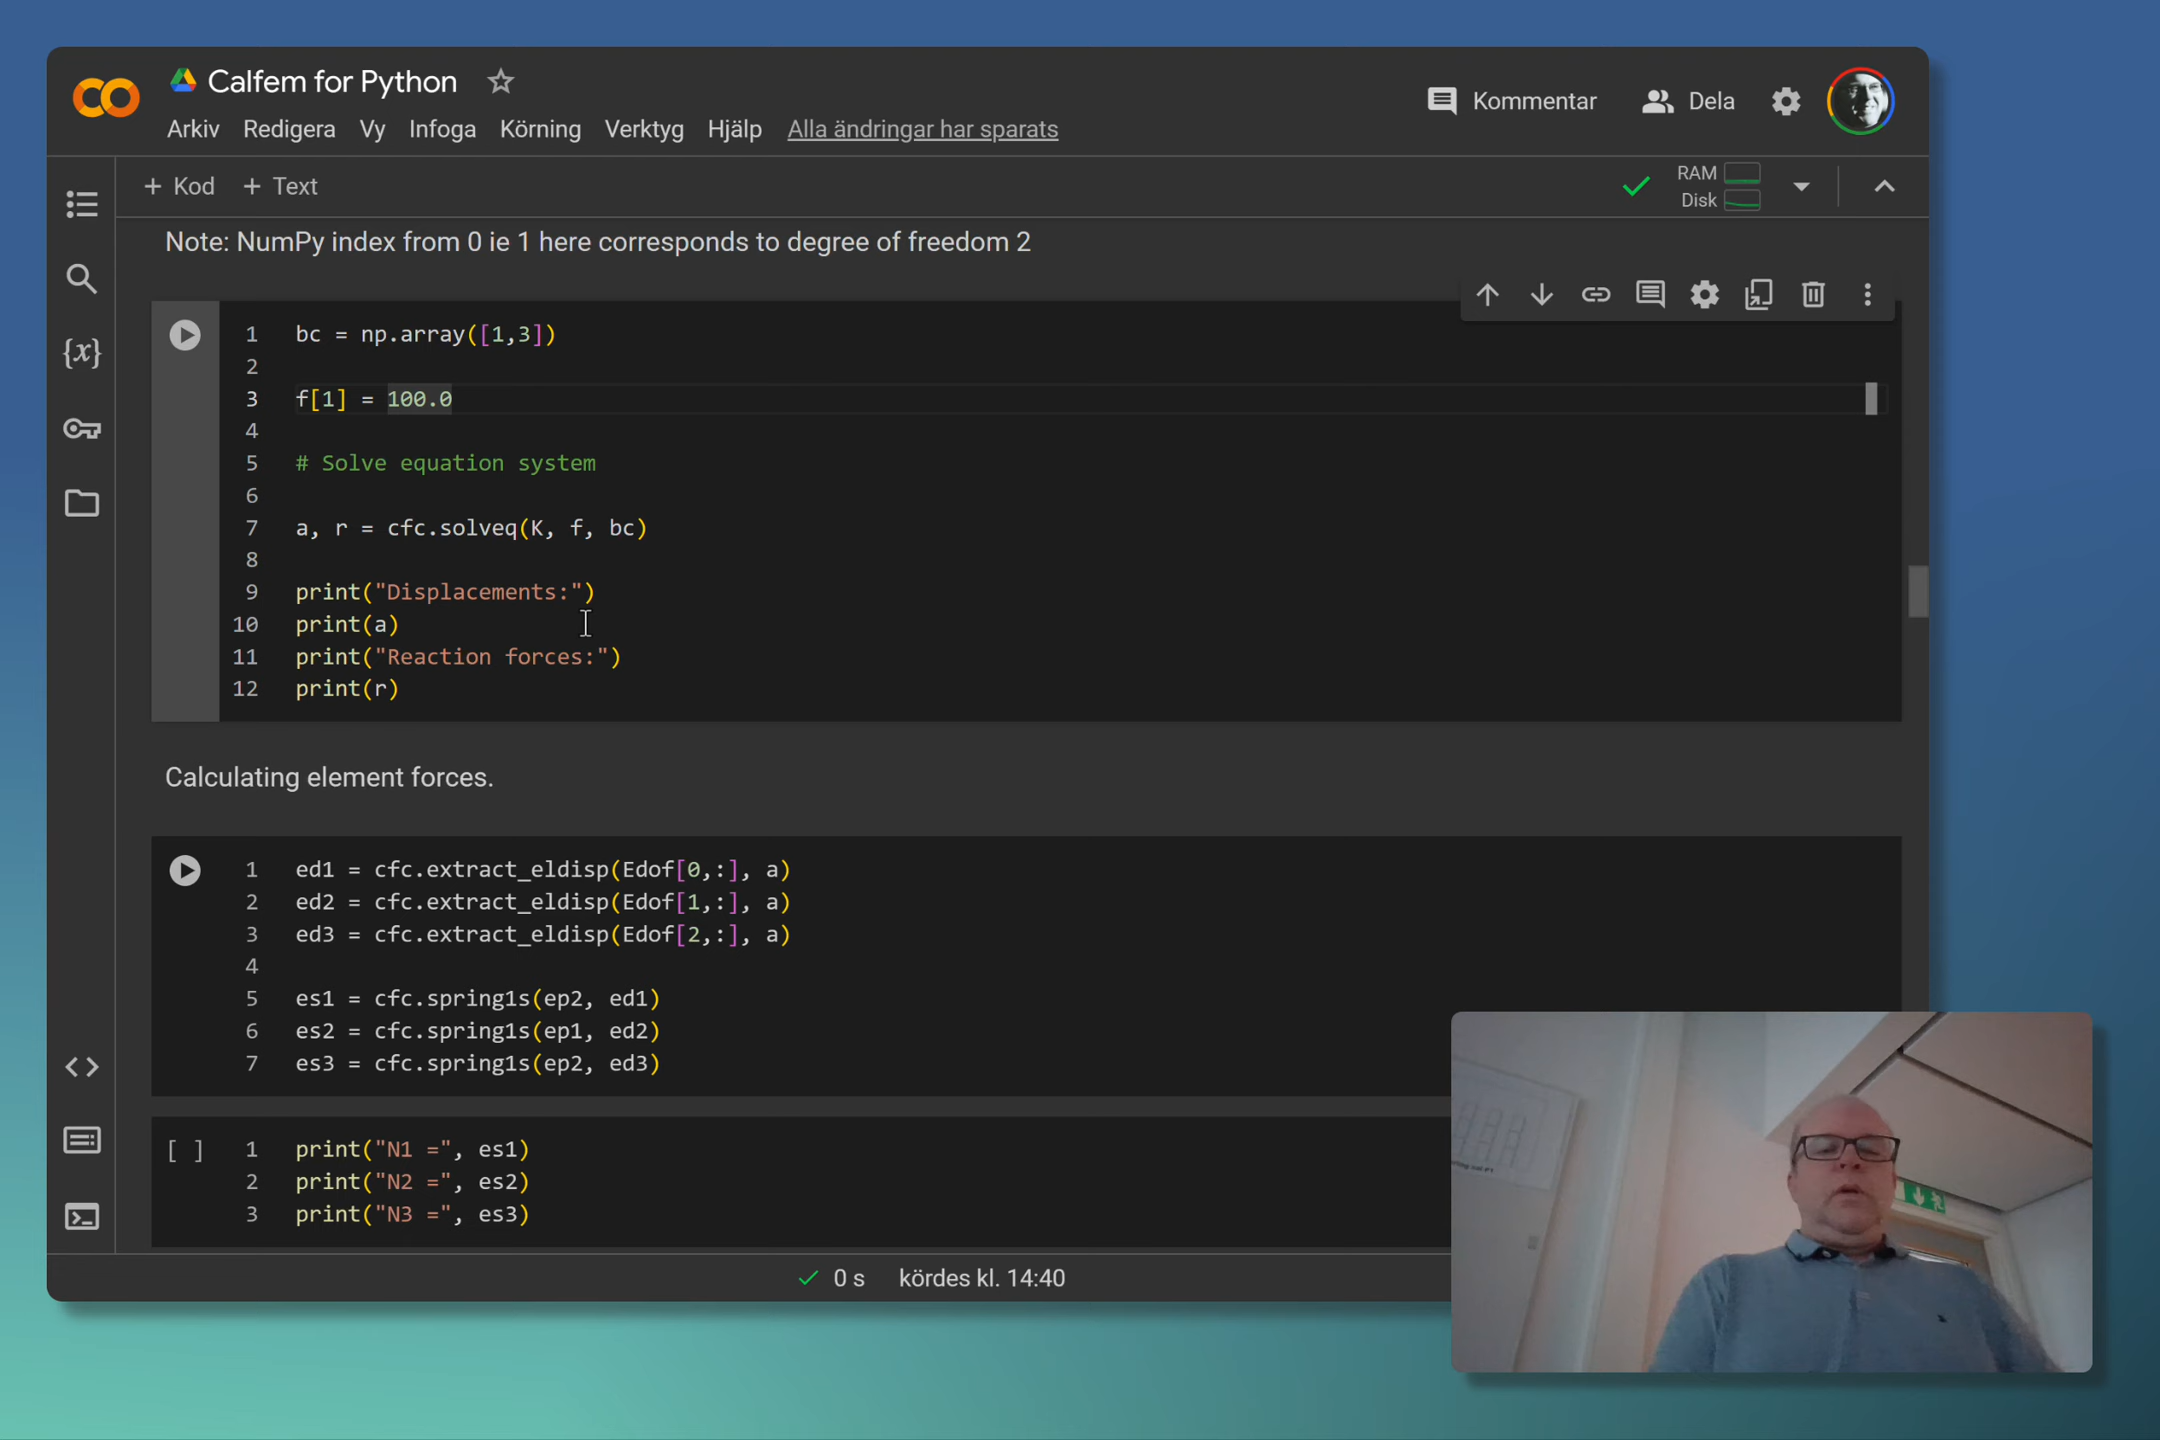 Calfem for Python
Kommentar
Dela
Arkiv Redigera Vy Infoga Körning Verktyg Hjälp Alla ändringar har sparats
+ Kod + Text
RAM
Disk
Note: NumPy index from 0 ie 1 here corresponds to degree of freedom 2
1 bc = np.array([1,3])
2
3 f[1] = 100.0
4
5 # Solve equation system
6
7 a, r = cfc.solveq(K, f, bc)
8
9 print("Displacements:")
10 print(a)
11 print("Reaction forces:")
12 print(r)
Calculating element forces.
1 ed1 = cfc.extract_eldisp(Edof[0,:], a)
2 ed2 = cfc.extract_eldisp(Edof[1,:], a)
3 ed3 = cfc.extract_eldisp(Edof[2,:], a)
4
5 es1 = cfc.spring1s(ep2, ed1)
6 es2 = cfc.spring1s(ep1, ed2)
7 es3 = cfc.spring1s(ep2, ed3)
[ ] 1 print("N1 =", es1)
2 print("N2 =", es2)
3 print("N3 =", es3)
0 s kördes kl. 14:40